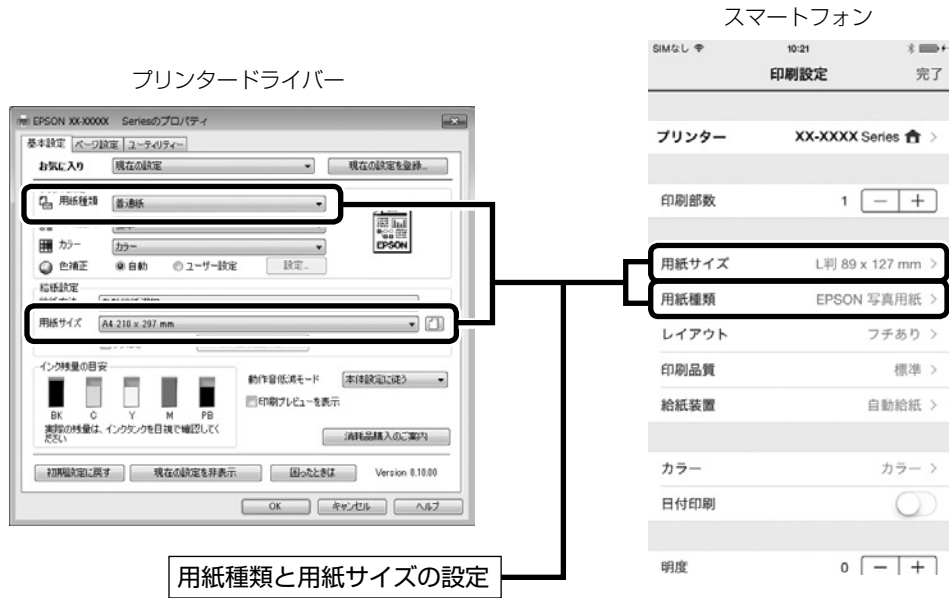 スマートフォン
プリンタードライバー
EPSON XX-XXXXX Seriesのプロパティ
基本設定 ページ設定 ユーティリティー
お気に入り 現在の設定 現在の設定を登録...
用紙種類 普通紙
カラー カラー
EPSON
色補正 自動 ユーザー設定 設定...
給紙設定
用紙サイズ A4 210 x 297 mm
インク残量の目安
BK C Y M PB
実際の残量は、インクタンクを目視で確認してく
ださい
動作音低減モード 本体設定に従う
印刷プレビューを表示
消耗品購入のご案内
初期設定に戻す 現在の設定を非表示 困ったときは Version 8.10.00
OK キャンセル ヘルプ
用紙種類と用紙サイズの設定
SIMなし 10:21
印刷設定 完了
プリンター XX-XXXX Series >
印刷部数 1 − +
用紙サイズ L判 89 x 127 mm >
用紙種類 EPSON 写真用紙 >
レイアウト フチあり >
印刷品質 標準 >
給紙装置 自動給紙 >
カラー カラー >
日付印刷
明度 0 − +